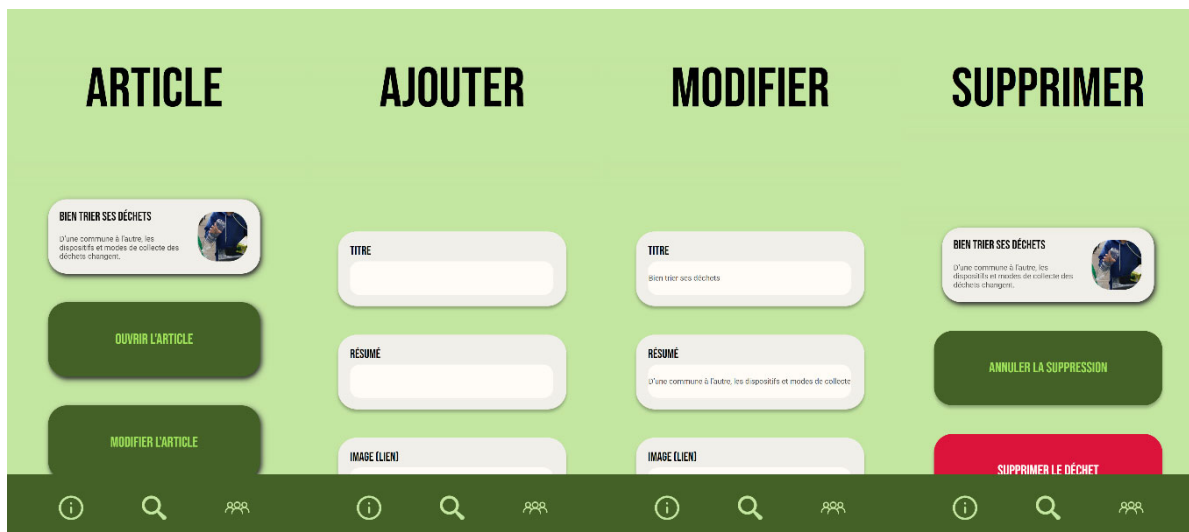 ARTICLE
BIEN TRIER SES DÉCHETS
D'une commune à l'autre, les
dispositifs et modes de collecte des
déchets changent.
OUVRIR L'ARTICLE
MODIFIER L'ARTICLE
AJOUTER
TITRE
RÉSUMÉ
IMAGE (LIEN)
MODIFIER
TITRE
Bien trier ses déchets
RÉSUMÉ
D'une commune à l'autre, les dispositifs et modes de collecte
IMAGE (LIEN)
SUPPRIMER
BIEN TRIER SES DÉCHETS
D'une commune à l'autre, les
dispositifs et modes de collecte des
déchets changent.
ANNULER LA SUPPRESSION
SUPPRIMER LE DÉCHET